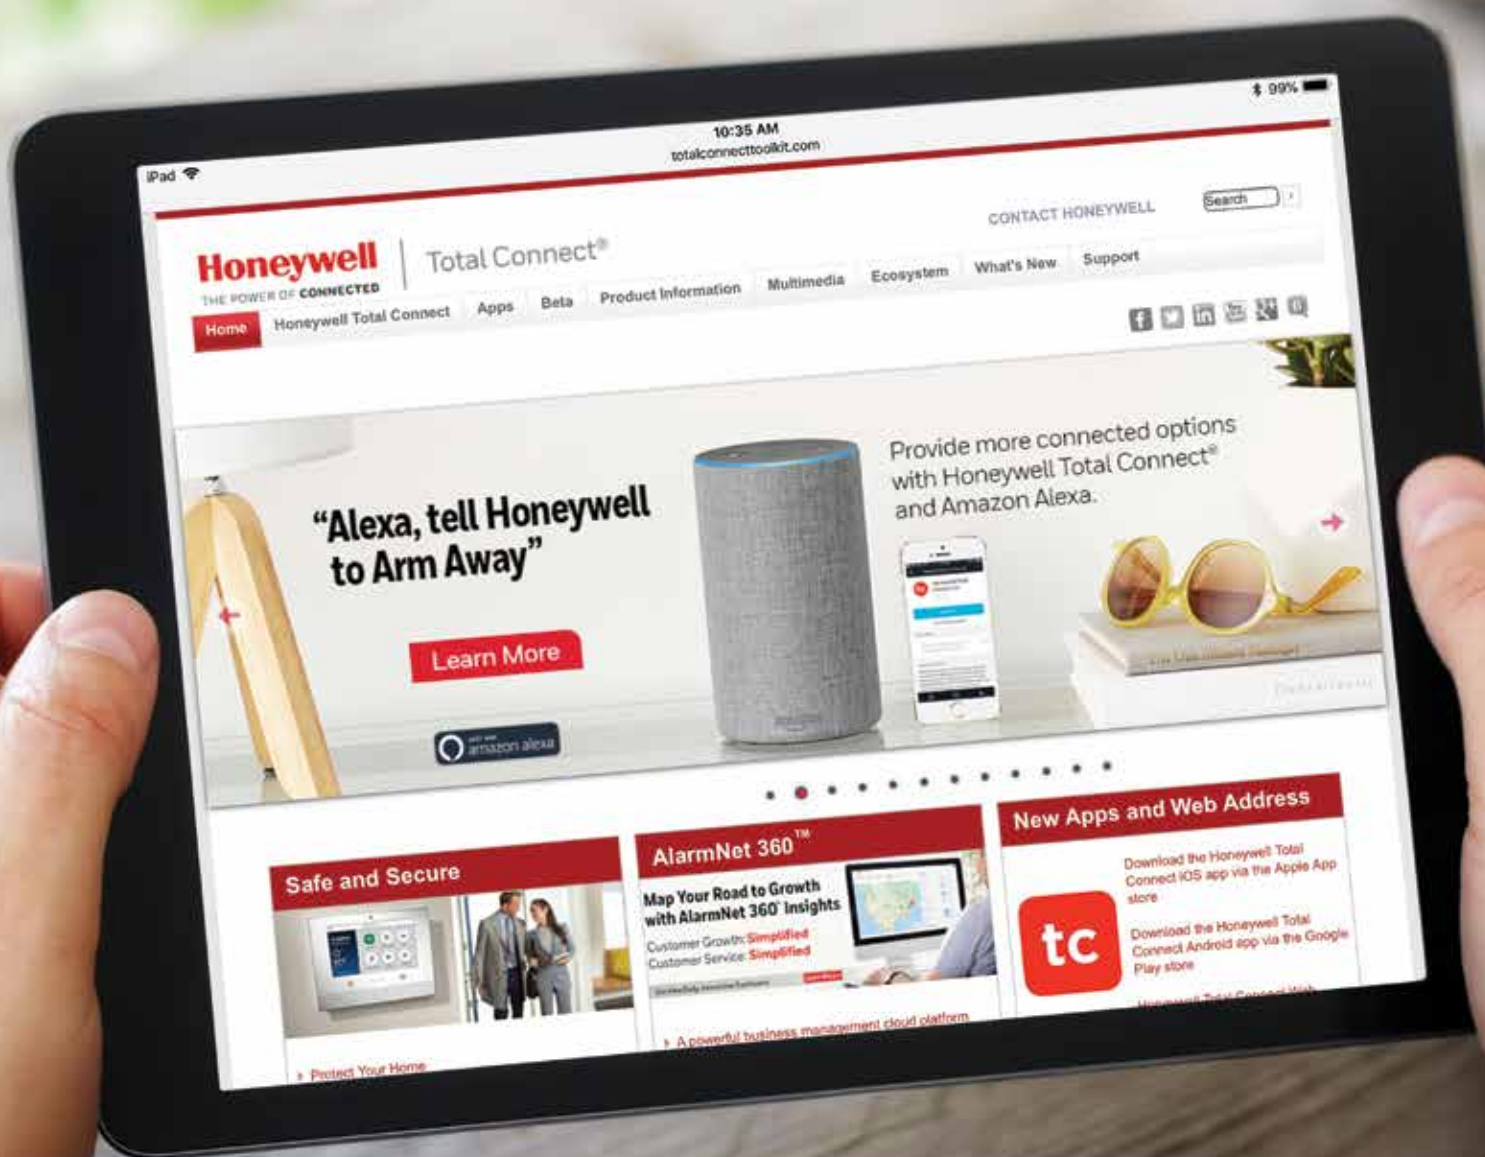 iPad
10:35 AM
99%
totalconnecttoolkit.com
Honeywell
THE POWER OF CONNECTED
Total Connect®
CONTACT HONEYWELL
Search
Home
Honeywell Total Connect
Apps
Beta
Product Information
Multimedia
Ecosystem
What's New
Support
“Alexa, tell Honeywell
to Arm Away”
Learn More
amazon alexa
Provide more connected options
with Honeywell Total Connect®
and Amazon Alexa.
Safe and Secure
Protect Your Home
AlarmNet 360™
Map Your Road to Growth
with AlarmNet 360° Insights
Customer Growth: Simplified
Customer Service: Simplified
A powerful business management cloud platform
New Apps and Web Address
tc
Download the Honeywell Total
Connect iOS app via the Apple App
store
Download the Honeywell Total
Connect Android app via the Google
Play store
Honeywell Total Connect Web